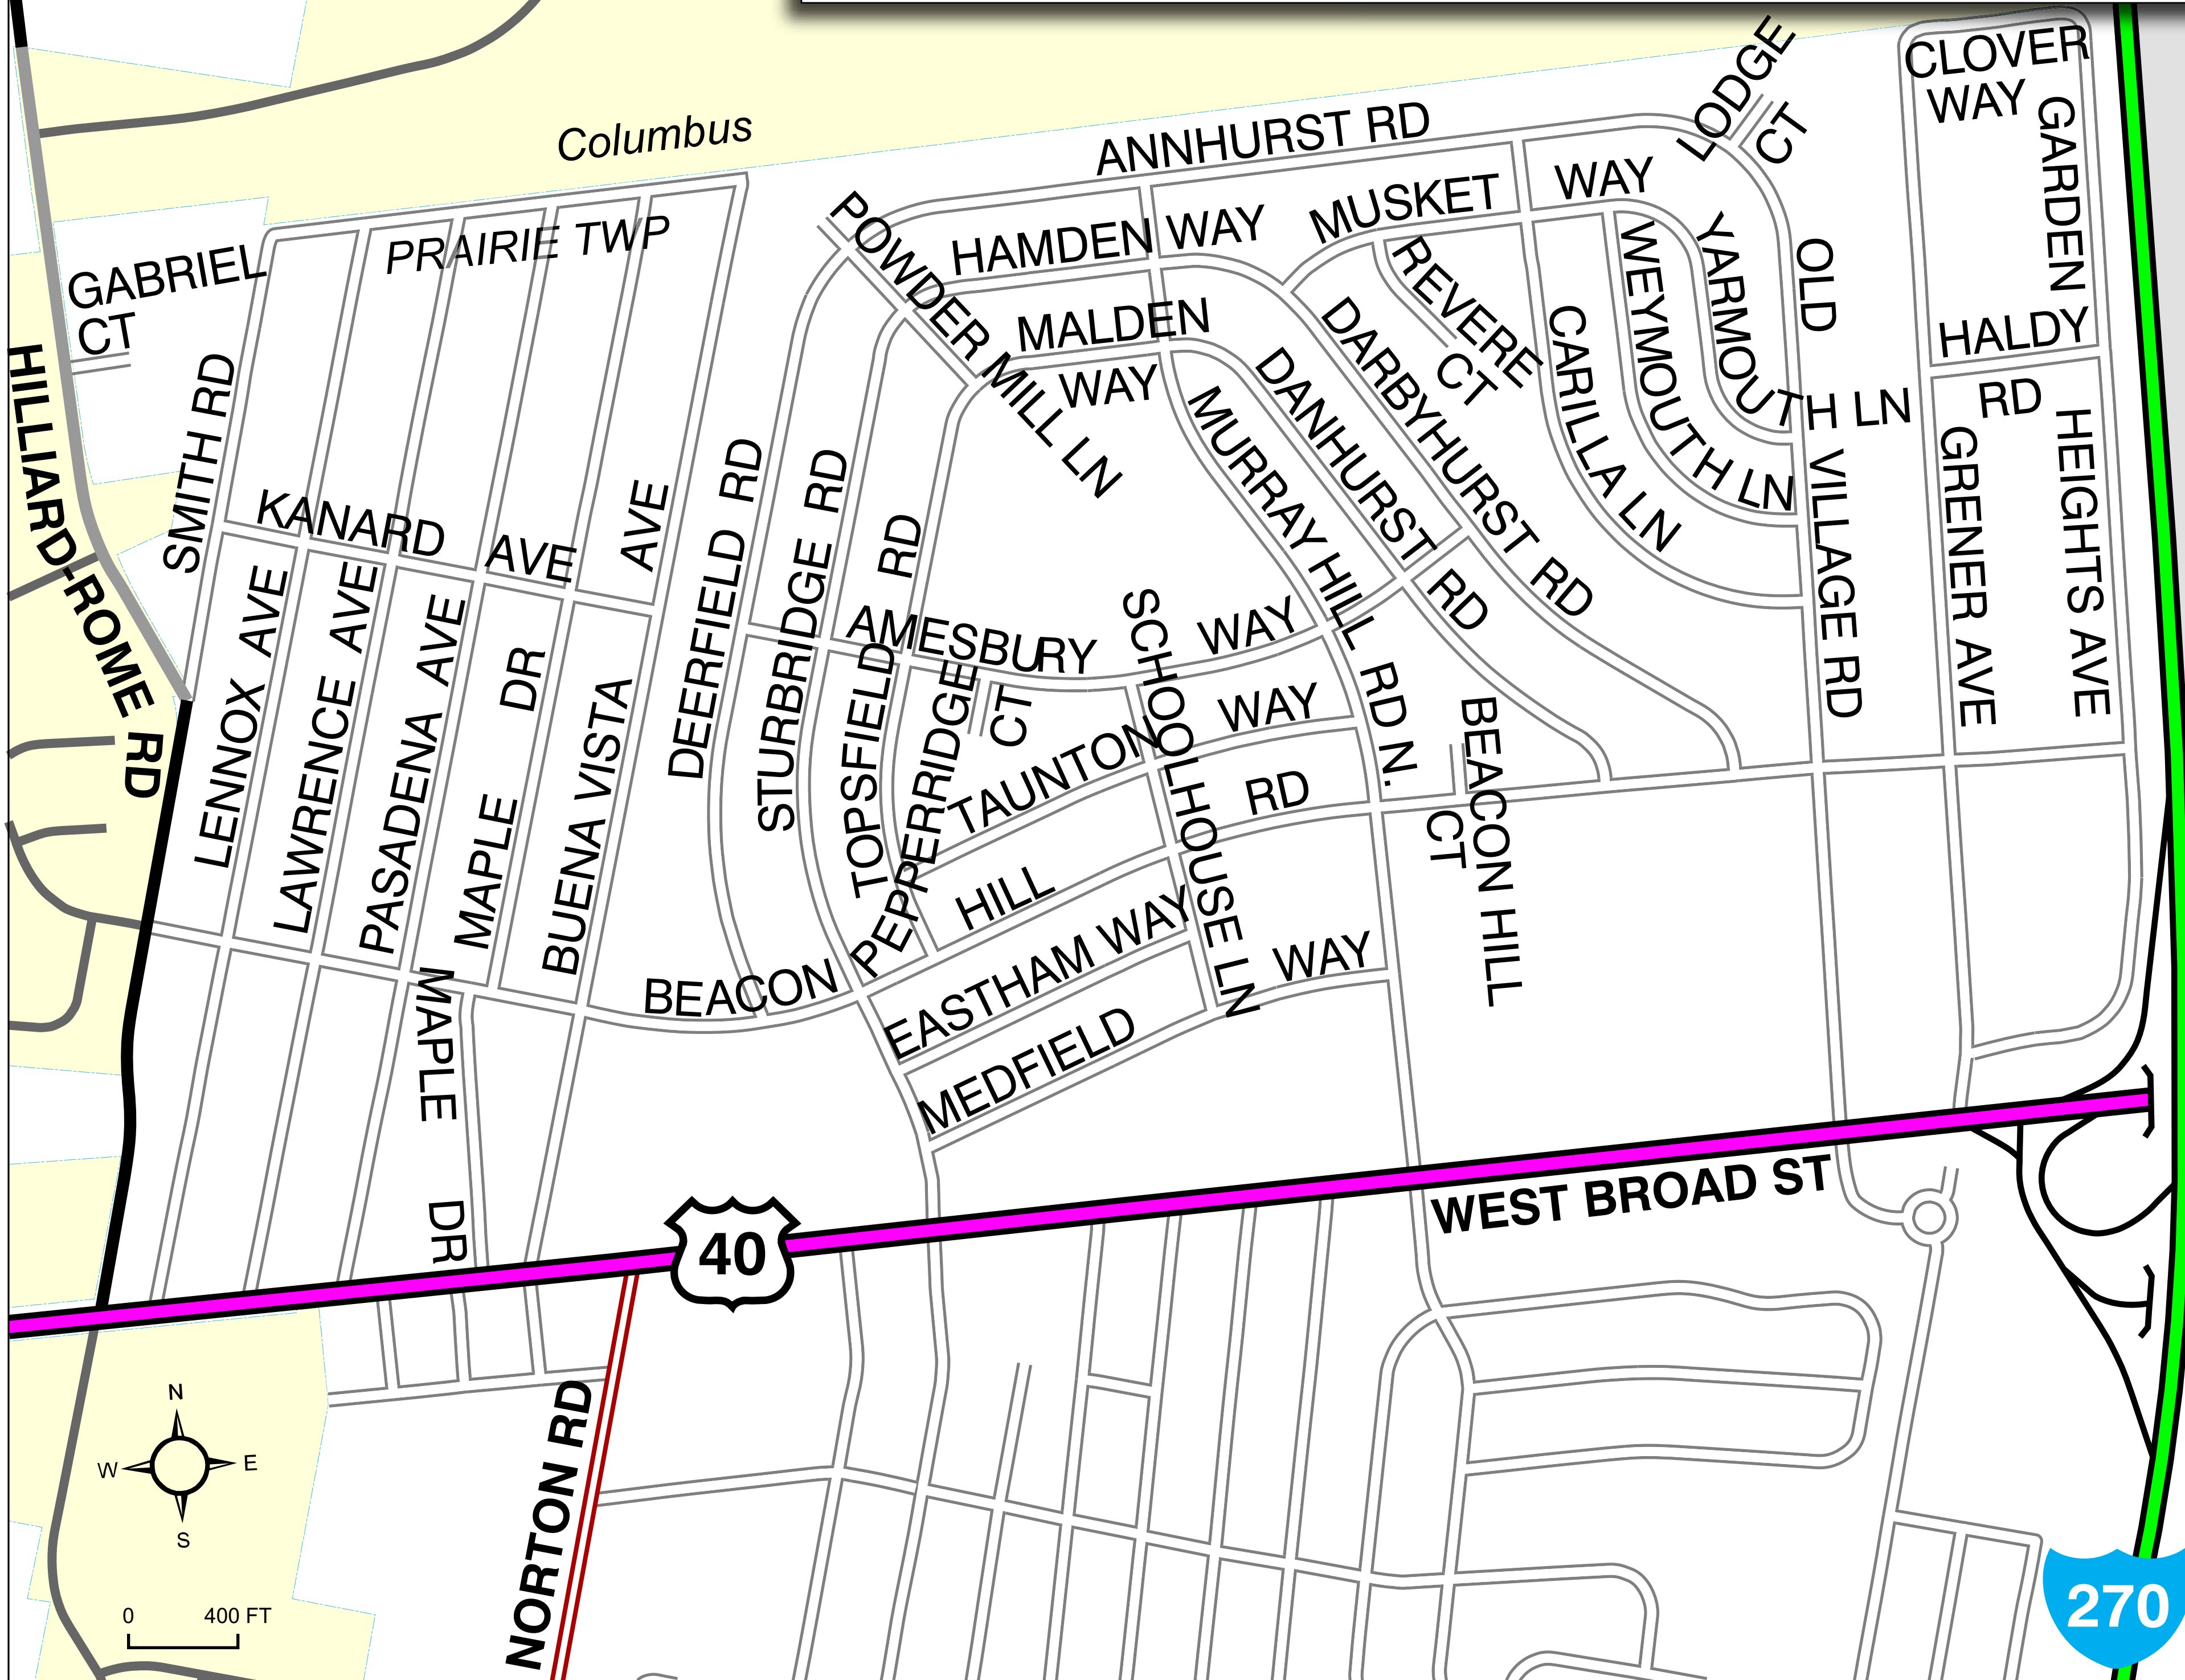 Columbus
PRAIRIE TWP
GABRIEL
CT
HILLIARD-ROME RD
SMITH RD
KANARD AVE
LENNOX AVE
LAWRENCE AVE
PASADENA AVE
MAPLE DR
BUENA VISTA AVE
MAPLE DR
DEERFIELD RD
STURBRIDGE RD
TOPSFIELD RD
POWDER MILL LN
ANNHURST RD
HAMDEN WAY
MALDEN
WAY
MUSKET WAY
REVERE
CT
LODGE
CT
CLOVER
WAY
GARDEN
HEIGHTS AVE
HALDY
RD
GRENER AVE
OLD VILLAGE RD
YARMOUTH LN
WEYMOUTH LN
CARILLA LN
DARBYHURST RD
DANHURST RD
MURRAY HILL RD N.
AMESBURY WAY
SCHOOLHOUSE LN
PEPPERRIDGE
CT
TAUNTON WAY
BEACON HILL RD
BEACON HILL
CT
EASTHAM WAY
MEDFIELD WAY
WEST BROAD ST
40
NORTON RD
270
N
W
E
S
0 400 FT